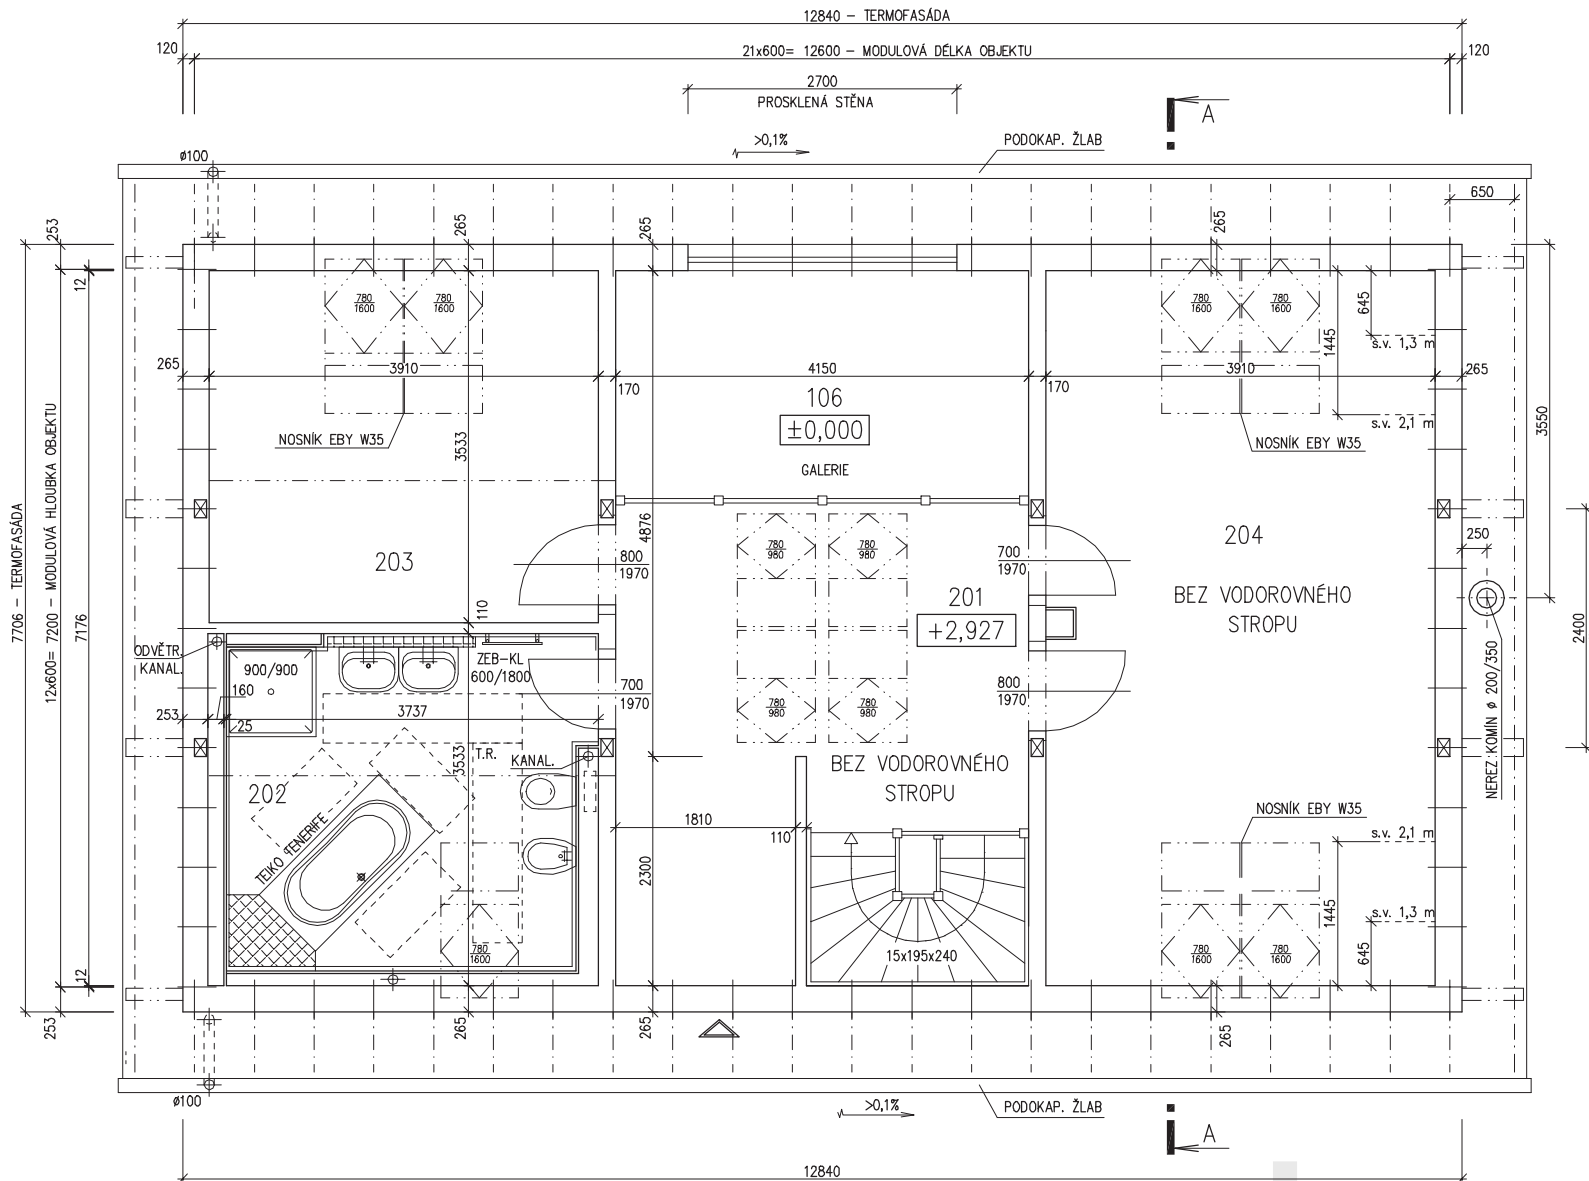 12840 – TERMOFASÁDA
120
21x600= 12600 – MODULOVÁ DÉLKA OBJEKTU
120
2700
PROSKLENÁ STĚNA
A
>0,1%
PODOKAP. ŽLAB
ø100
650
253
265
265
265
12
780
1600
780
1600
780
1600
780
1600
645
1445
s.v. 1,3 m
265
3910
4150
3910
265
170
170
106
±0,000
s.v. 2,1 m
3550
NOSNÍK EBY W35
3533
GALERIE
NOSNÍK EBY W35
7706 – TERMOFASÁDA
12x600= 7200 – MODULOVÁ HLOUBKA OBJEKTU
7176
4876
203
800
1970
780
980
780
980
700
1970
204
250
201
+2,927
BEZ VODOROVNÉHO
STROPU
2400
110
ODVĚTR.
KANAL.
900/900
ZEB-KL
600/1800
160
700
1970
800
1970
253
25
3737
780
980
780
980
NEREZ KOMÍN ø 200/350
3533
T.R.
KANAL.
BEZ VODOROVNÉHO
STROPU
202
TEIKO TENERIFE
1810
110
NOSNÍK EBY W35
s.v. 2,1 m
2300
1445
s.v. 1,3 m
645
780
1600
15x195x240
780
1600
780
1600
12
253
265
265
265
ø100
>0,1%
PODOKAP. ŽLAB
A
12840